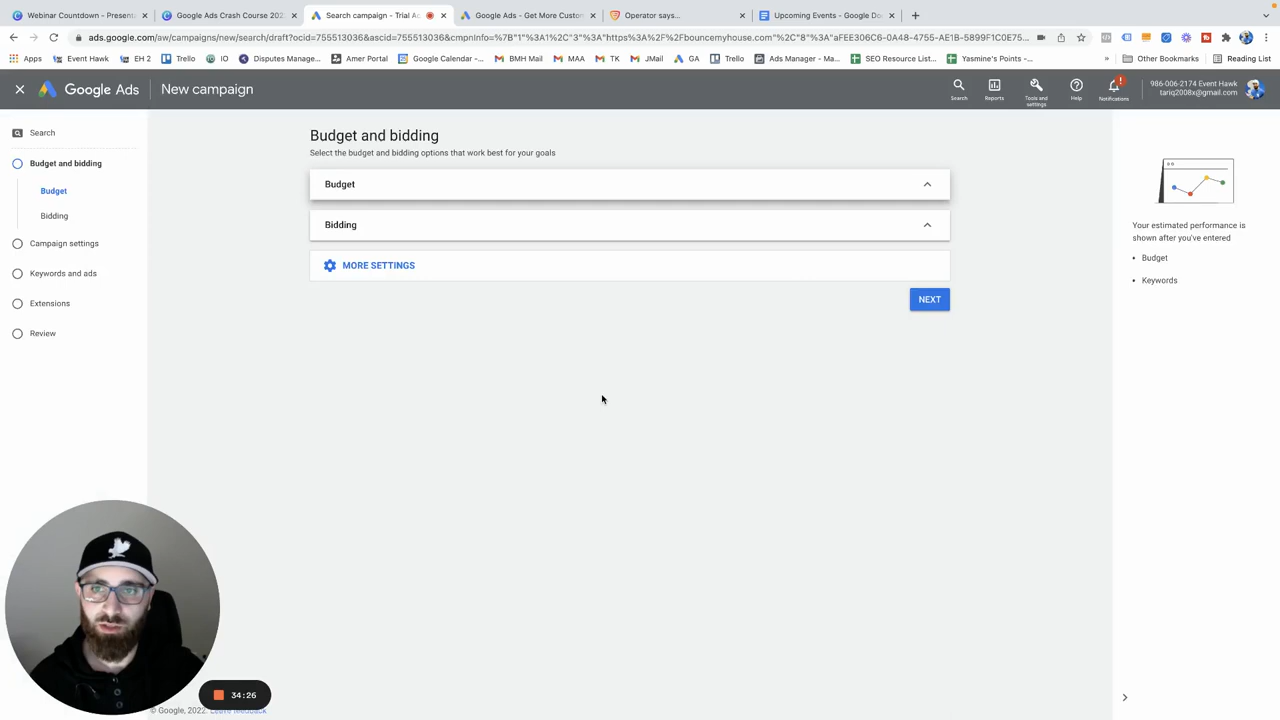 Webinar Countdown - Present
Google Ads Crash Course 202
Search campaign - Trial As
Google Ads - Get More Custon
Operator says...
Upcoming Events - Google Do
ads.google.com/aw/campaigns/new/search/draft?ocid=755513036&ascid=755513036&cmpnInfo=%7B"1"%3A1%2C"3"%3A"https%3A%2F%2Fbouncemyhouse.com"%2C"8"%3A"aFEE306C6-0A48-4755-AE1B-5899F1C0E75...
Apps
Event Hawk
EH 2
Trello
IO
Disputes Manage...
Amer Portal
Google Calendar -...
BMH Mail
MAA
TK
JMail
GA
Trello
Ads Manager - Ma...
SEO Resource List...
Yasmine's Points -...
»
Other Bookmarks
Reading List
Google Ads
New campaign
Search
Reports
Tools and
settings
Help
Notifications
!
986-006-2174 Event Hawk
tariq2008x@gmail.com
Search
Budget and bidding
Budget
Bidding
Campaign settings
Keywords and ads
Extensions
Review
Budget and bidding
Select the budget and bidding options that work best for your goals
Budget
Bidding
MORE SETTINGS
NEXT
Your estimated performance is
shown after you've entered
• Budget
• Keywords
34:26
© Google, 2022. Leave feedback